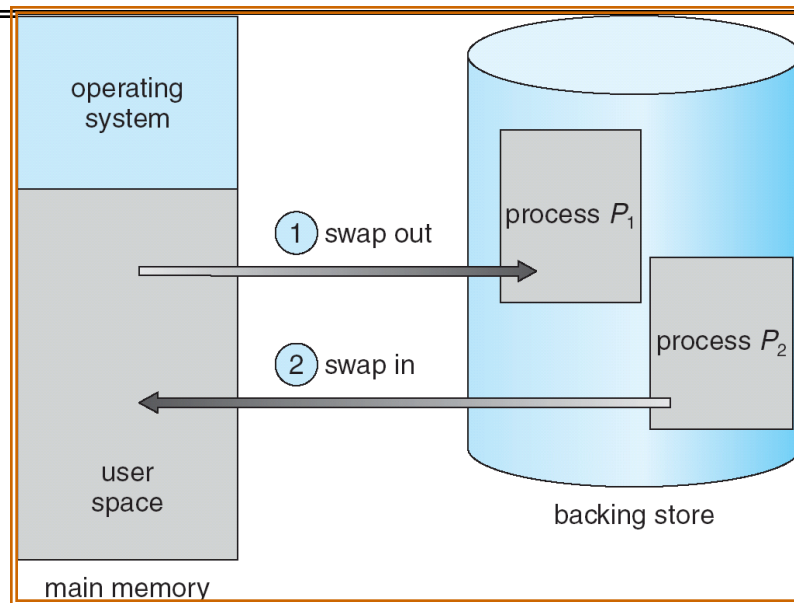 operating
system
1 swap out
process P₁
2 swap in
process P₂
user
space
backing store
main memory